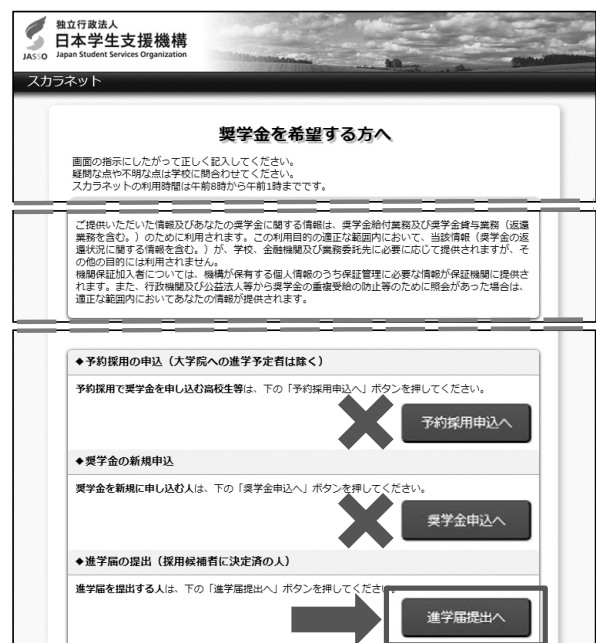 独立行政法人
日本学生支援機構
JASSO Japan Student Services Organization
スカラネット
奨学金を希望する方へ
画面の指示にしたがって正しく記入してください。
疑問な点や不明な点は学校に問合わせてください。
スカラネットの利用時間は午前8時から午前1時までです。
ご提供いただいた情報及びあなたの奨学金に関する情報は、奨学金給付業務及び奨学金貸与業務（返還
業務を含む。）のために利用されます。この利用目的の適正な範囲内において、当該情報（奨学金の返
還状況に関する情報を含む。）が、学校、金融機関及び業務委託先に必要に応じて提供されますが、そ
の他の目的には利用されません。
機関保証加入者については、機構が保有する個人情報のうち保証管理に必要な情報が保証機関に提供さ
れます。また、行政機関及び公益法人等から奨学金の重複受給の防止等のために照会があった場合は、
適正な範囲内においてあなたの情報が提供されます。
◆予約採用の申込（大学院への進学予定者は除く）
予約採用で奨学金を申し込む高校生等は、下の「予約採用申込へ」ボタンを押してください。
予約採用申込へ
◆奨学金の新規申込
奨学金を新規に申し込む人は、下の「奨学金申込へ」ボタンを押してください。
奨学金申込へ
◆進学届の提出（採用候補者に決定済の人）
進学届を提出する人は、下の「進学届提出へ」ボタンを押してください。
進学届提出へ